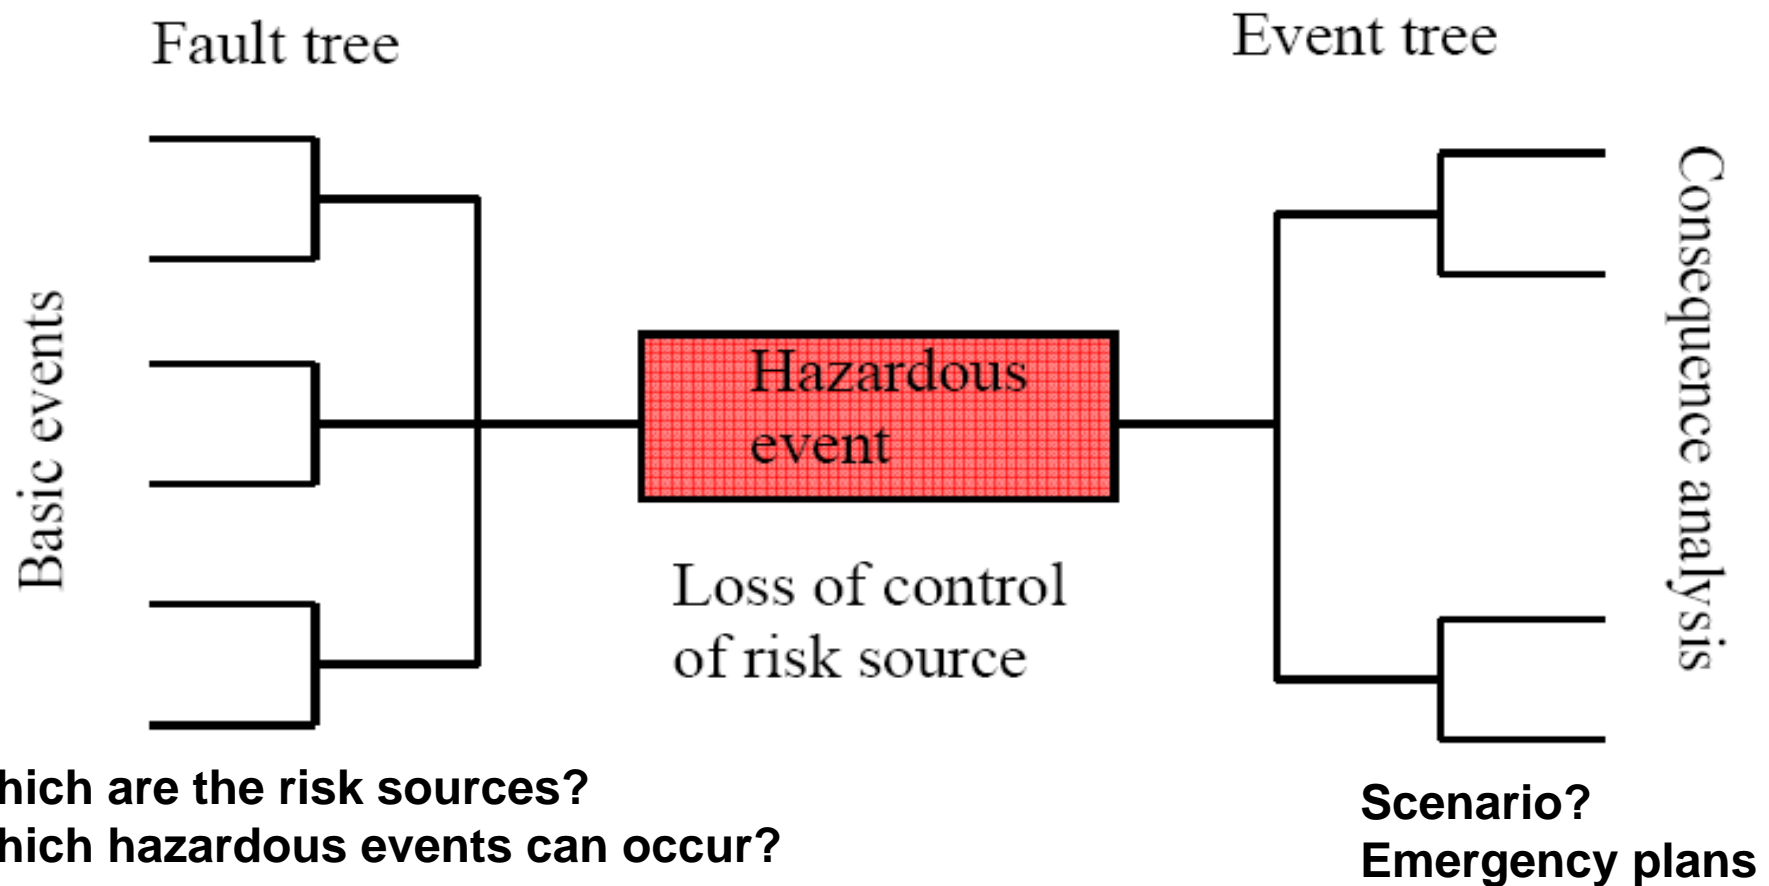 Fault tree
Event tree
Basic events
Hazardous
event
Consequence analysis
Loss of control
of risk source
hich are the risk sources?
hich hazardous events can occur?
Scenario?
Emergency plans